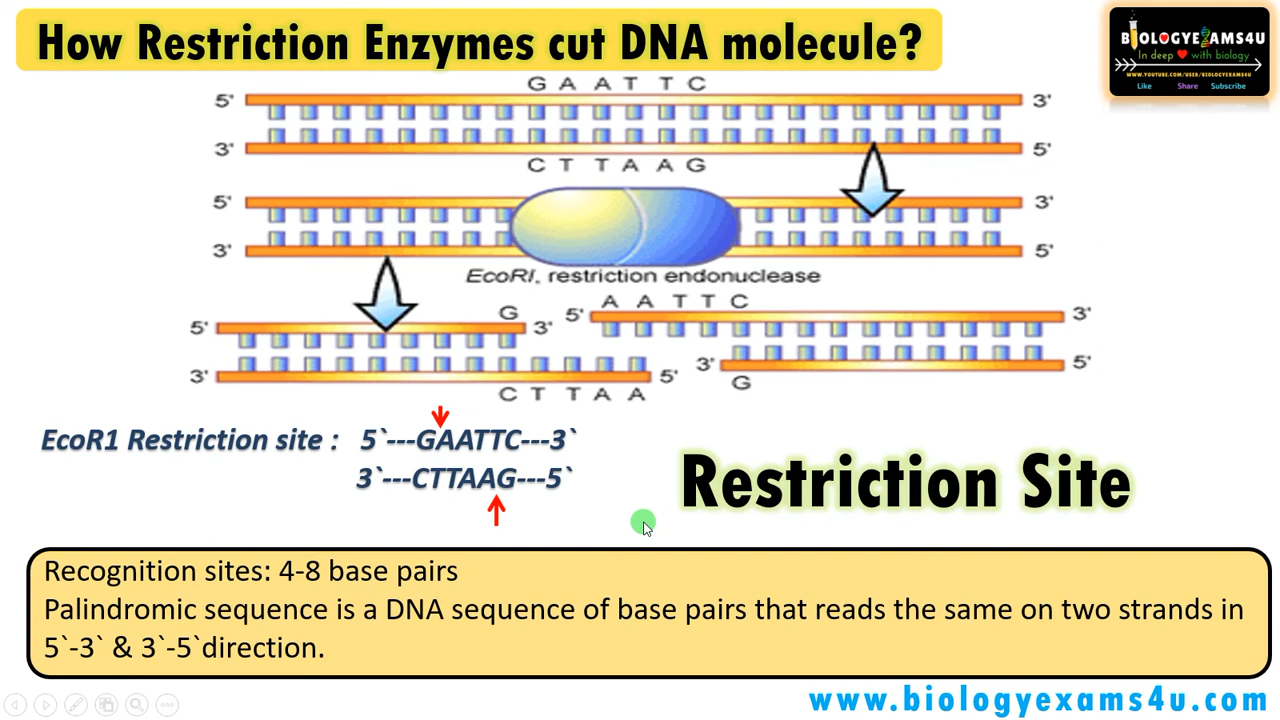 How Restriction Enzymes cut DNA molecule?
BIOLOGYEXAMS4U
In deep with biology
WWW.YOUTUBE.COM/USER/BIOLOGYEXAMS4U
Like Share Subscribe
G A A T T C
5' 3'
3' 5'
C T T A A G
5' 3'
3' 5'
EcoRI, restriction endonuclease
A A T T C
G 5' 3'
5' 3'
3' 5' 3' 5'
G
C T T A A
EcoR1 Restriction site : 5`---GAATTC---3`
3`---CTTAAG---5`
Restriction Site
Recognition sites: 4-8 base pairs
Palindromic sequence is a DNA sequence of base pairs that reads the same on two strands in
5`-3` & 3`-5`direction.
www.biologyexams4u.com